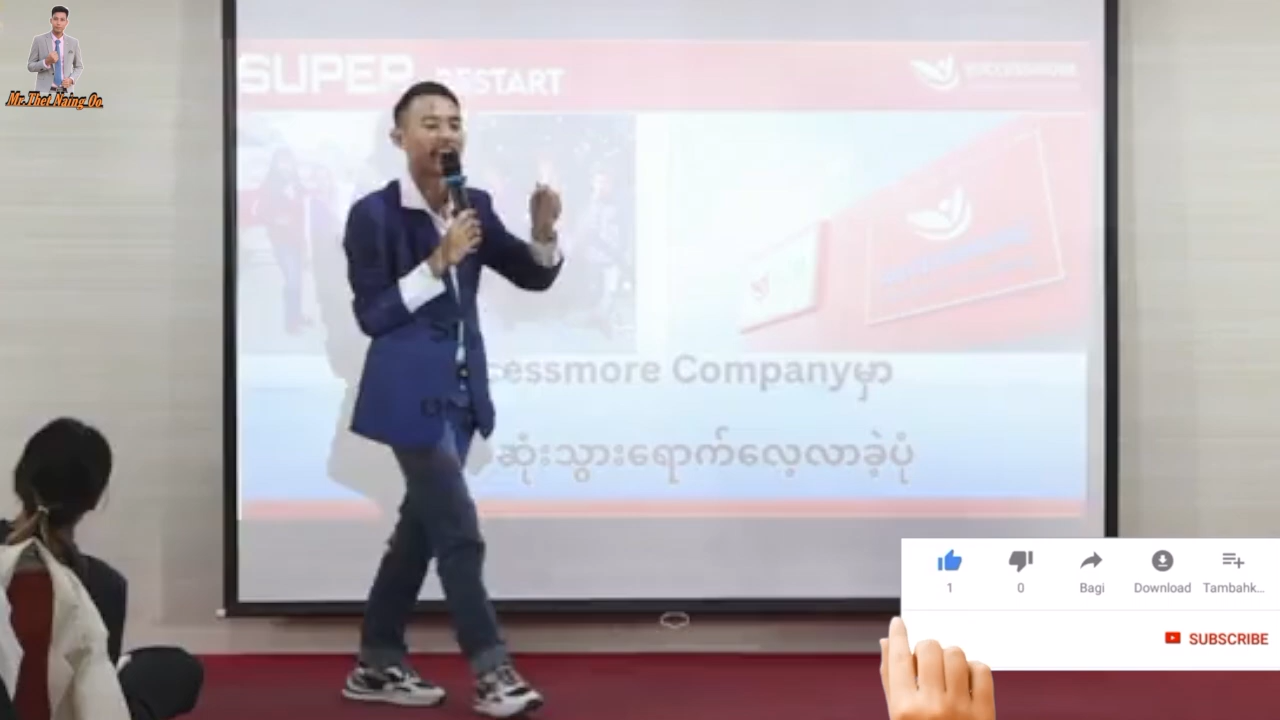 Mr.Thet Naing Oo
SUPER RESTART
cessmore Companyမှာ
ဆုံးသွားရောက်လေ့လာခဲ့ပုံ
1
0
Bagi
Download
Tambahk...
SUBSCRIBE